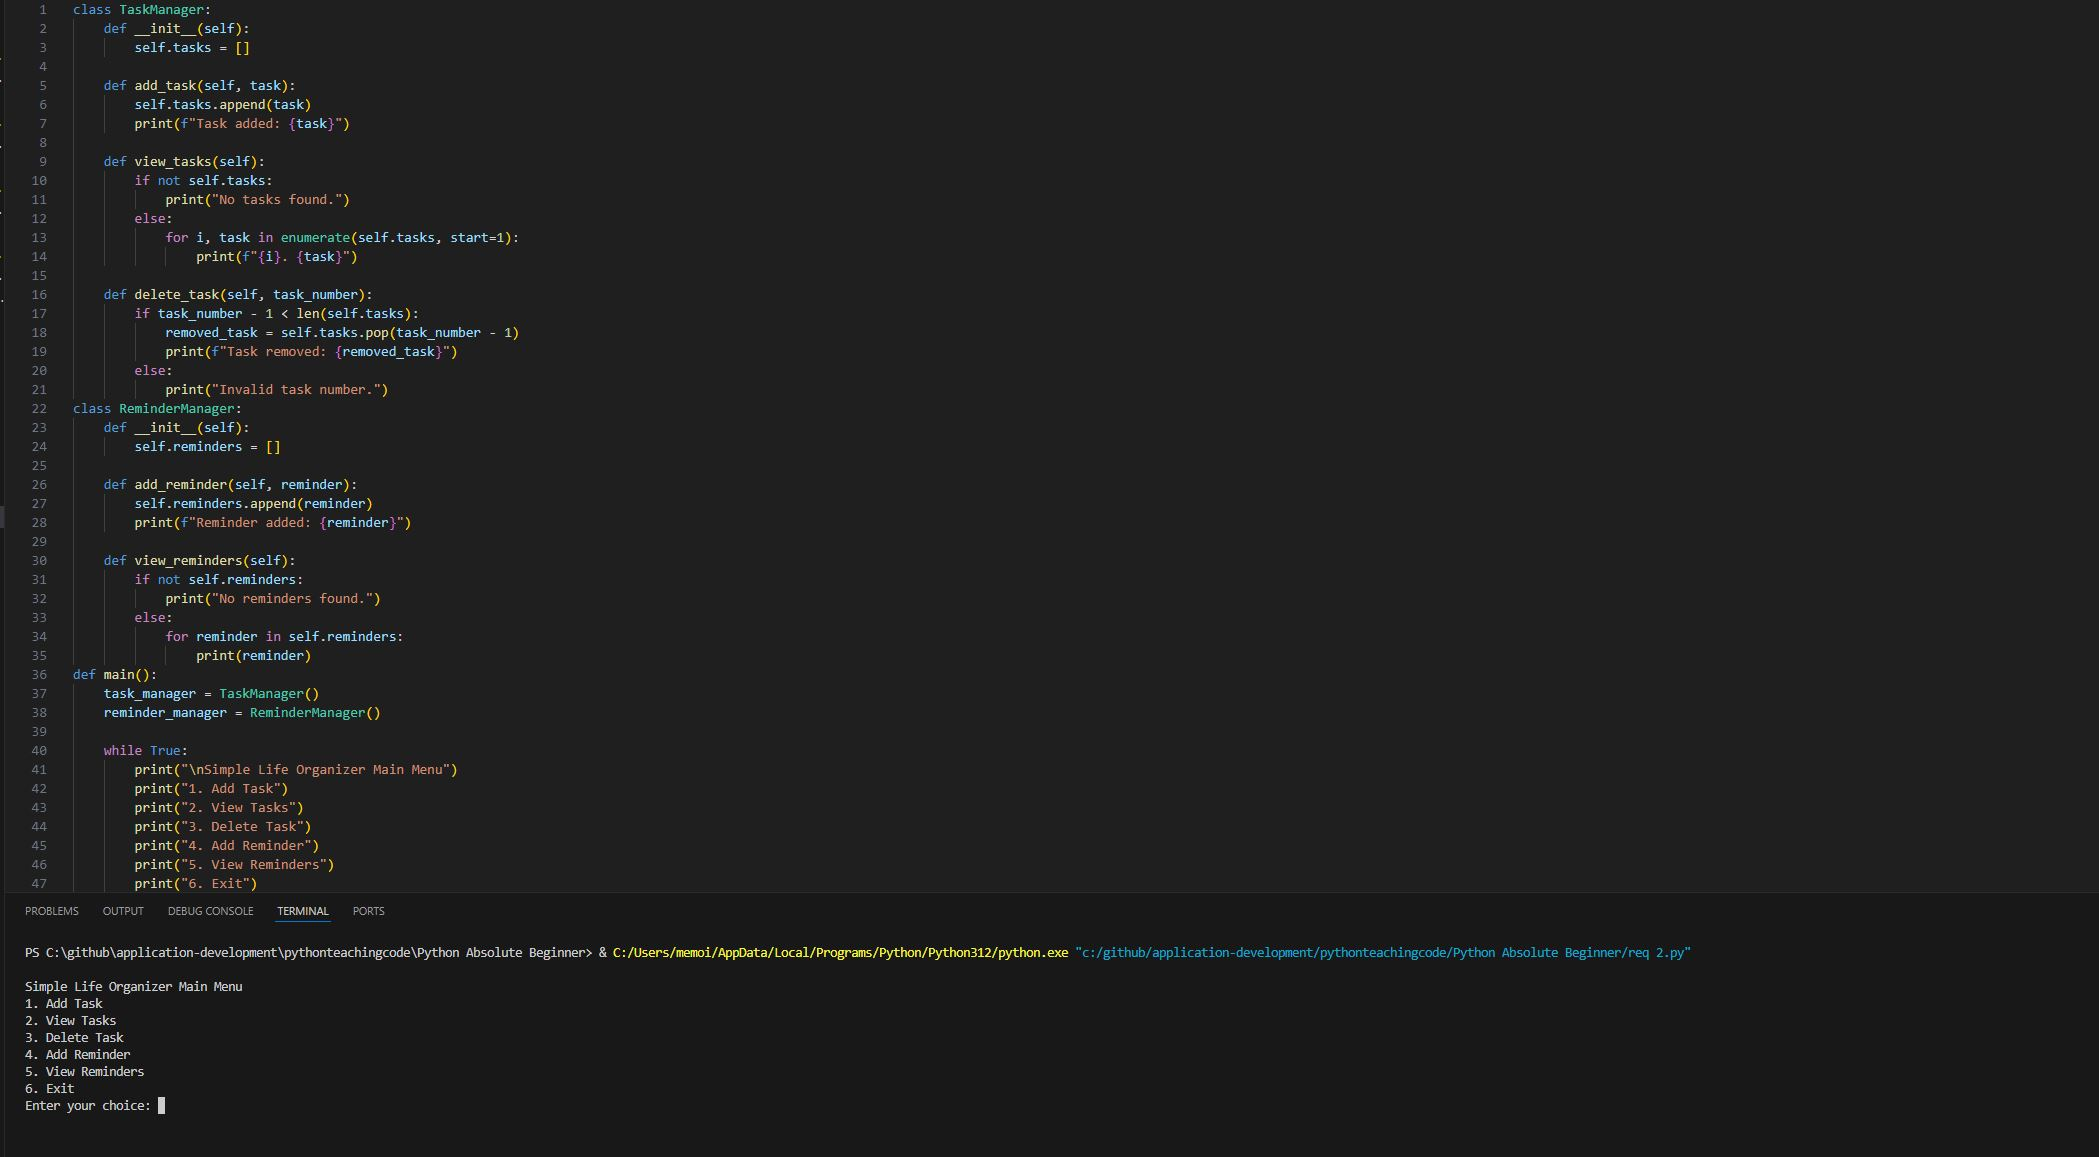 1 class TaskManager:
2     def __init__(self):
3         self.tasks = []
4
5     def add_task(self, task):
6         self.tasks.append(task)
7         print(f"Task added: {task}")
8
9     def view_tasks(self):
10         if not self.tasks:
11             print("No tasks found.")
12         else:
13             for i, task in enumerate(self.tasks, start=1):
14                 print(f"{i}. {task}")
15
16     def delete_task(self, task_number):
17         if task_number - 1 < len(self.tasks):
18             removed_task = self.tasks.pop(task_number - 1)
19             print(f"Task removed: {removed_task}")
20         else:
21             print("Invalid task number.")
22 class ReminderManager:
23     def __init__(self):
24         self.reminders = []
25
26     def add_reminder(self, reminder):
27         self.reminders.append(reminder)
28         print(f"Reminder added: {reminder}")
29
30     def view_reminders(self):
31         if not self.reminders:
32             print("No reminders found.")
33         else:
34             for reminder in self.reminders:
35                 print(reminder)
36 def main():
37     task_manager = TaskManager()
38     reminder_manager = ReminderManager()
39
40     while True:
41         print("\nSimple Life Organizer Main Menu")
42         print("1. Add Task")
43         print("2. View Tasks")
44         print("3. Delete Task")
45         print("4. Add Reminder")
46         print("5. View Reminders")
47         print("6. Exit")
PROBLEMS OUTPUT DEBUG CONSOLE TERMINAL PORTS
PS C:\github\application-development\pythonteachingcode\Python Absolute Beginner> & C:/Users/memoi/AppData/Local/Programs/Python/Python312/python.exe "c:/github/application-development/pythonteachingcode/Python Absolute Beginner/req 2.py"
Simple Life Organizer Main Menu
1. Add Task
2. View Tasks
3. Delete Task
4. Add Reminder
5. View Reminders
6. Exit
Enter your choice: